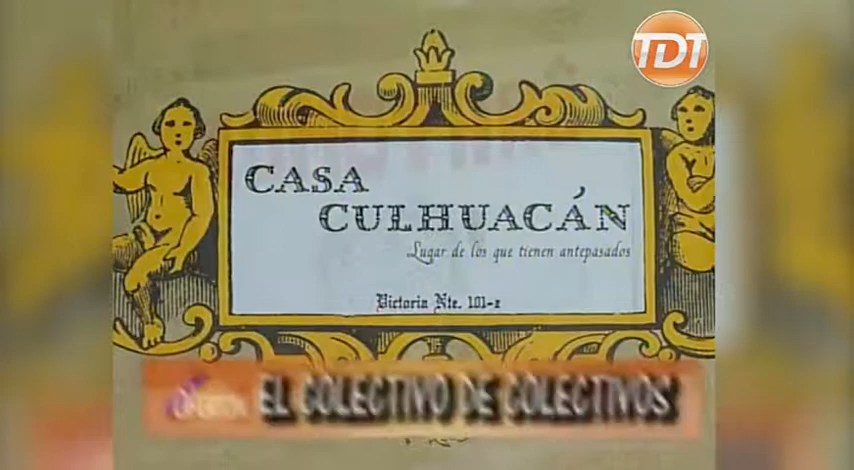 TDT
CASA
CULHUACÁN
Lugar de los que tienen antepasados
Victoria Nte. 101-
EL COLECTIVO DE COLECTIVOS